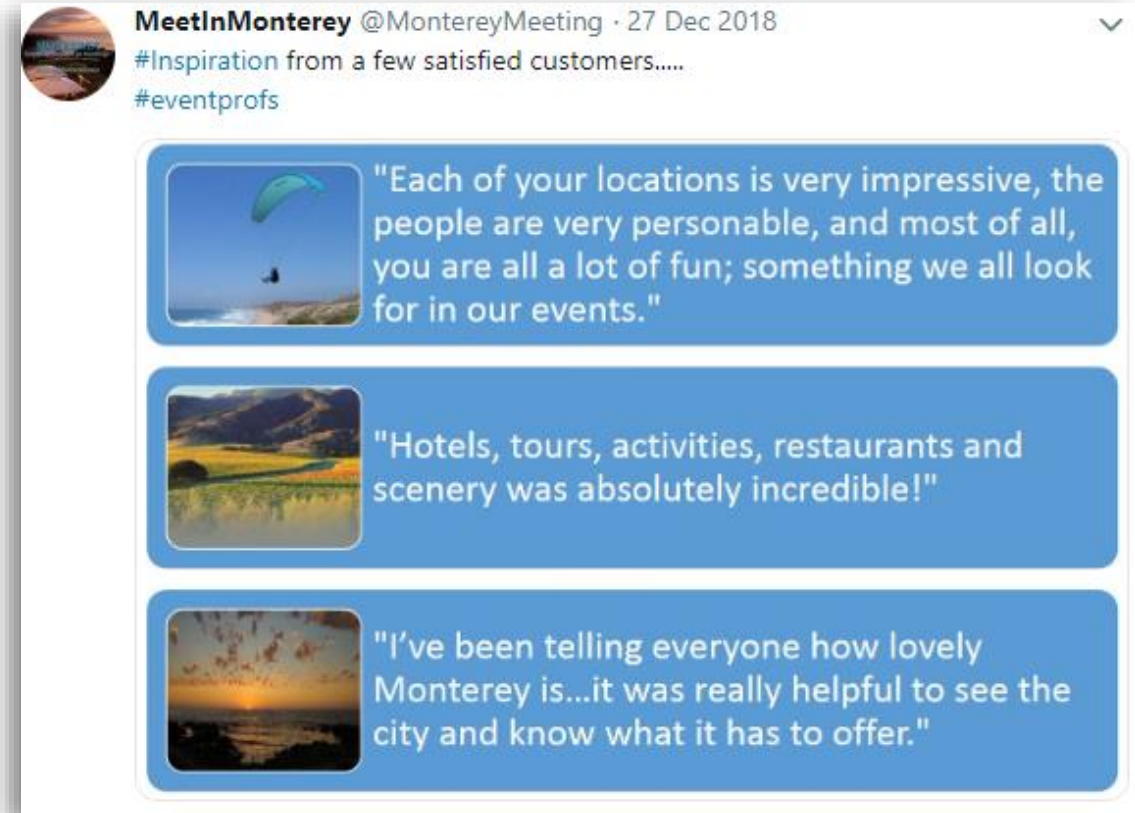 MeetInMonterey @MontereyMeeting · 27 Dec 2018
#Inspiration from a few satisfied customers.....
#eventprofs
"Each of your locations is very impressive, the
people are very personable, and most of all,
you are all a lot of fun; something we all look
for in our events."
"Hotels, tours, activities, restaurants and
scenery was absolutely incredible!"
"I've been telling everyone how lovely
Monterey is...it was really helpful to see the
city and know what it has to offer."